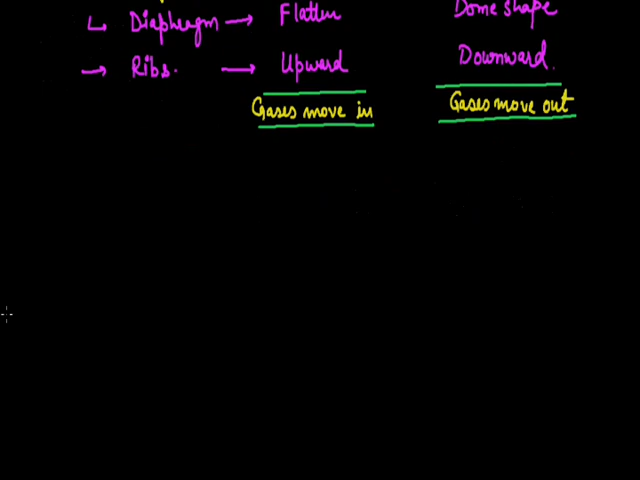 ↳ Diaphragm → Flatten Dome shape
→ Ribs. → Upward Downward.
Gases move in Gases move out